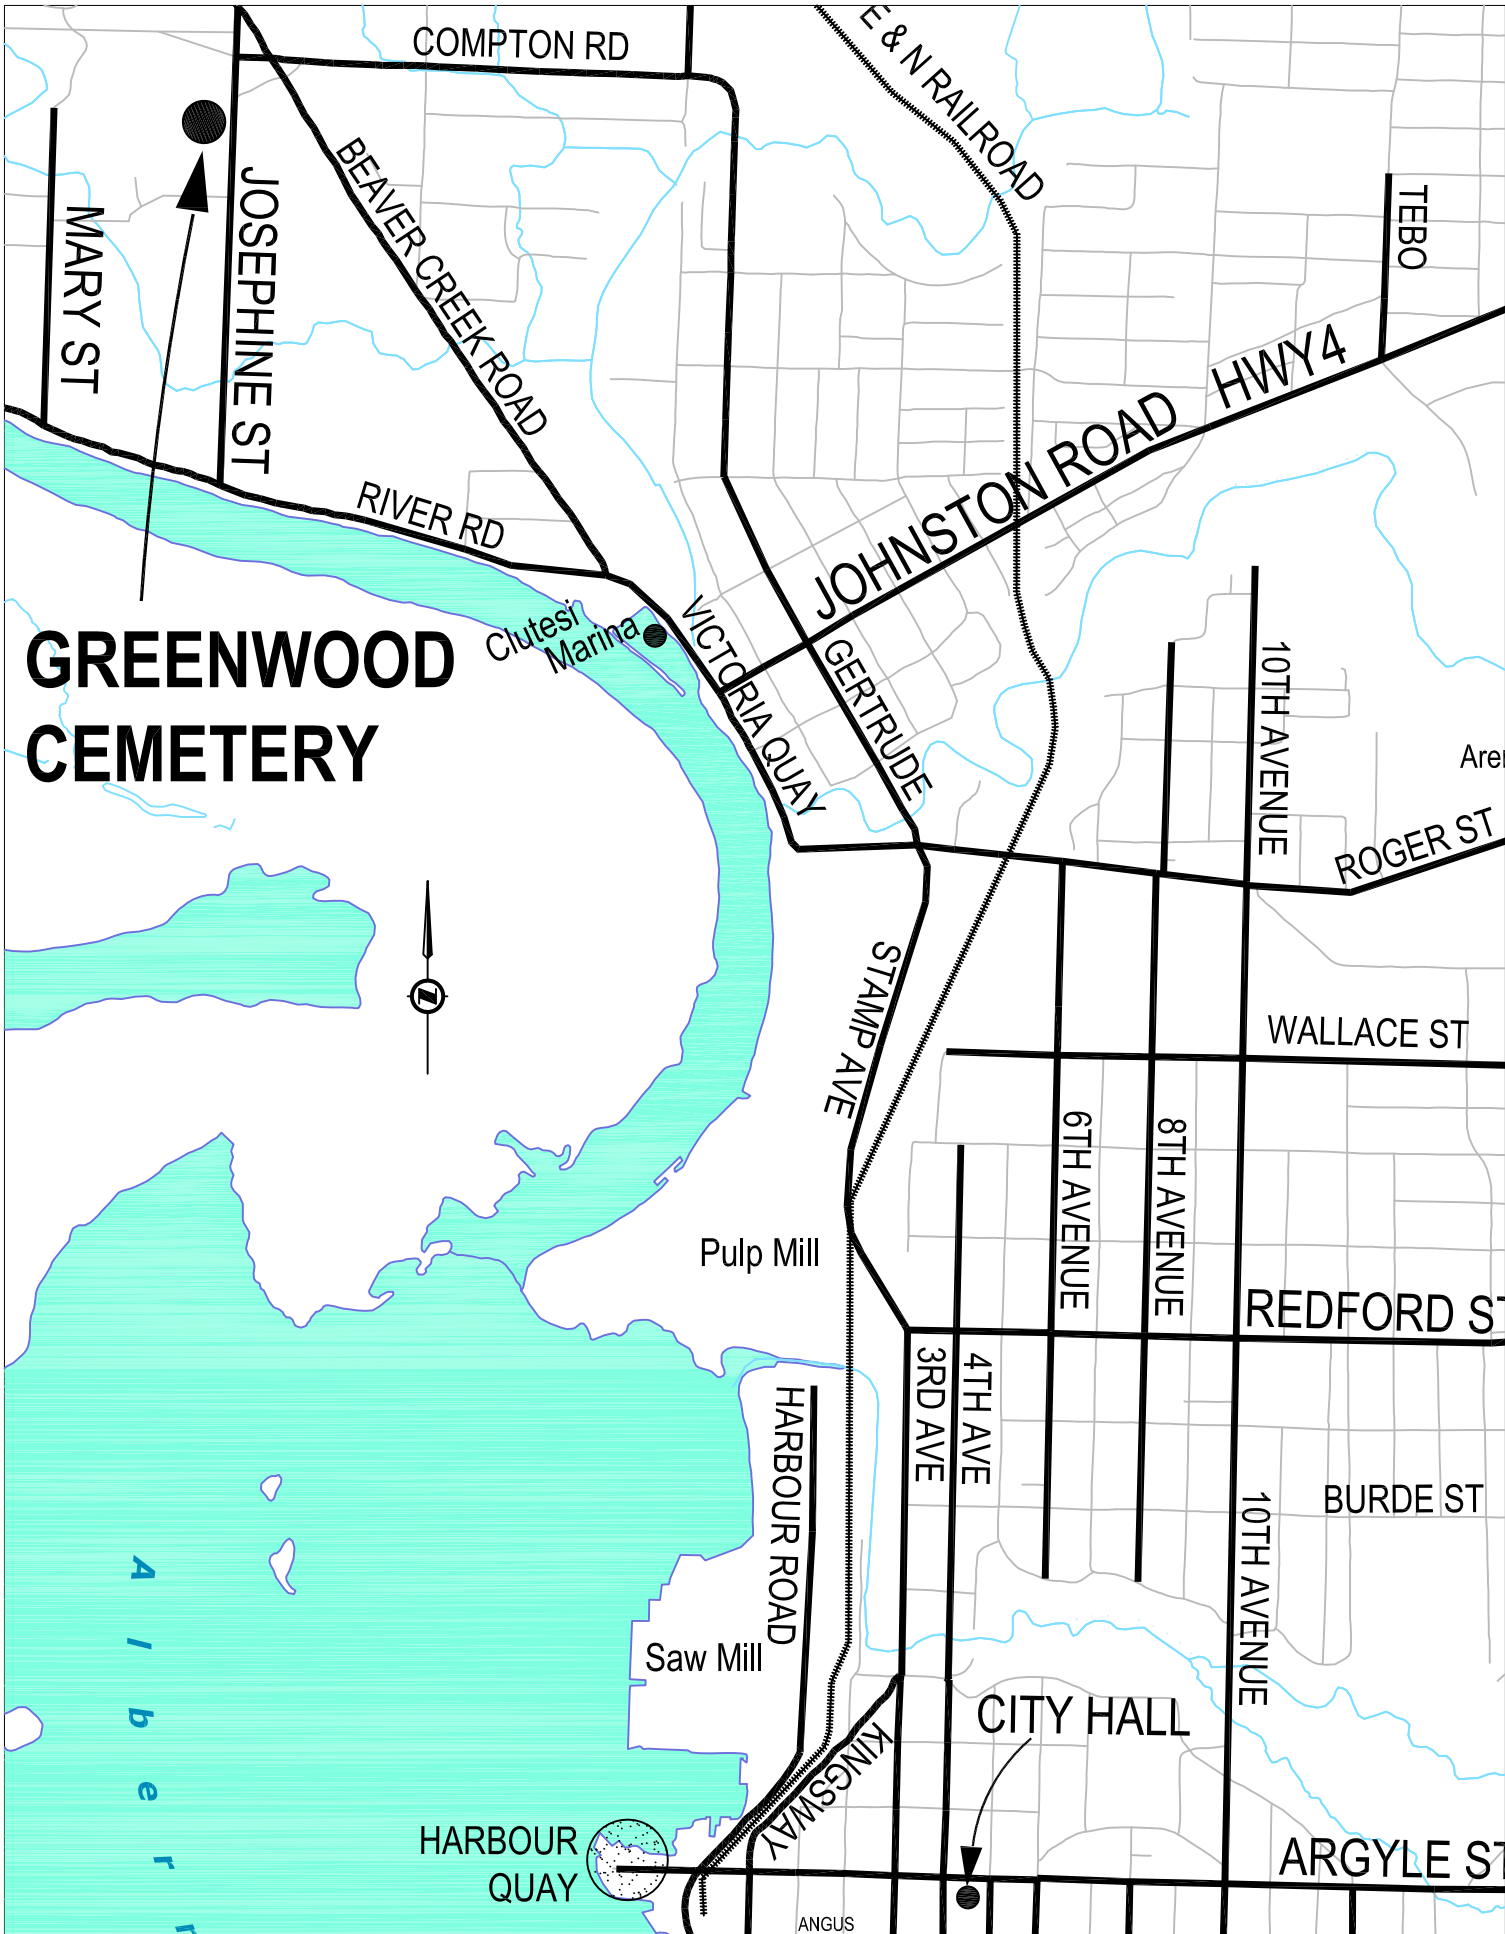 COMPTON RD
E & N RAILROAD
BEAVER CREEK ROAD
JOSEPHINE ST
MARY ST
TEBO
JOHNSTON ROAD HWY4
RIVER RD
Clutesi
Marina
VICTORIA QUAY
GERTRUDE
GREENWOOD
CEMETERY
10TH AVENUE
Aren
ROGER ST
STAMP AVE
N
WALLACE ST
6TH AVENUE
8TH AVENUE
Pulp Mill
REDFORD ST
3RD AVE
4TH AVE
HARBOUR ROAD
BURDE ST
10TH AVENUE
Saw Mill
CITY HALL
KINGSWAY
HARBOUR
QUAY
ARGYLE ST
ANGUS
Alberr